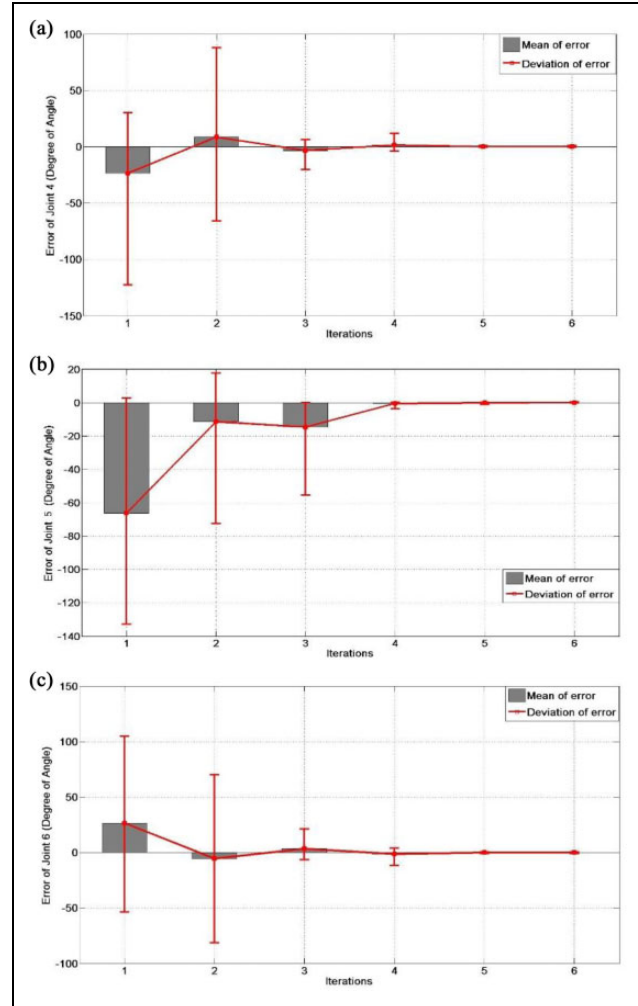 (a)
100
50
0
-50
-100
-150
Error of Joint 4 (Degree of Angle)
Mean of error
Deviation of error
1 2 3 4 5 6
Iterations
(b)
20
0
-20
-40
-60
-80
-100
-120
-140
Error of Joint 5 (Degree of Angle)
Mean of error
Deviation of error
1 2 3 4 5 6
Iterations
(c)
150
100
50
0
-50
-100
Error of Joint 6 (Degree of Angle)
Mean of error
Deviation of error
1 2 3 4 5 6
Iterations